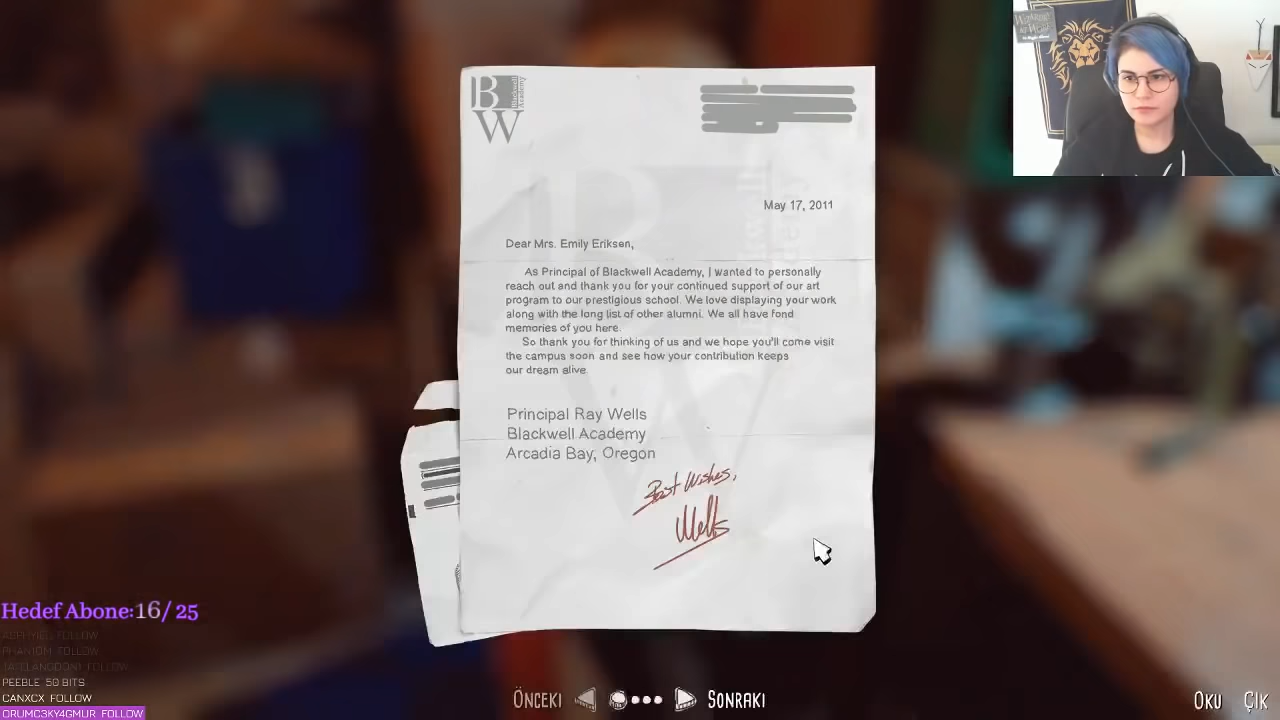 B
W
Blackwell
Academy
May 17, 2011
Dear Mrs. Emily Eriksen,
As Principal of Blackwell Academy, I wanted to personally
reach out and thank you for your continued support of our art
program to our prestigious school. We love displaying your work
along with the long list of other alumni. We all have fond
memories of you here.
So thank you for thinking of us and we hope you'll come visit
the campus soon and see how your contribution keeps
our dream alive.
Principal Ray Wells
Blackwell Academy
Arcadia Bay, Oregon
Best Wishes,
Wells
Hedef Abone:16/25
PHANT0M FOLLOW
PEEBLE 50 BITS
CANXCX FOLLOW
ORUMC3KY4GMUR FOLLOW
ÖNCEKİ
SONRAKİ
OKU
ÇIK